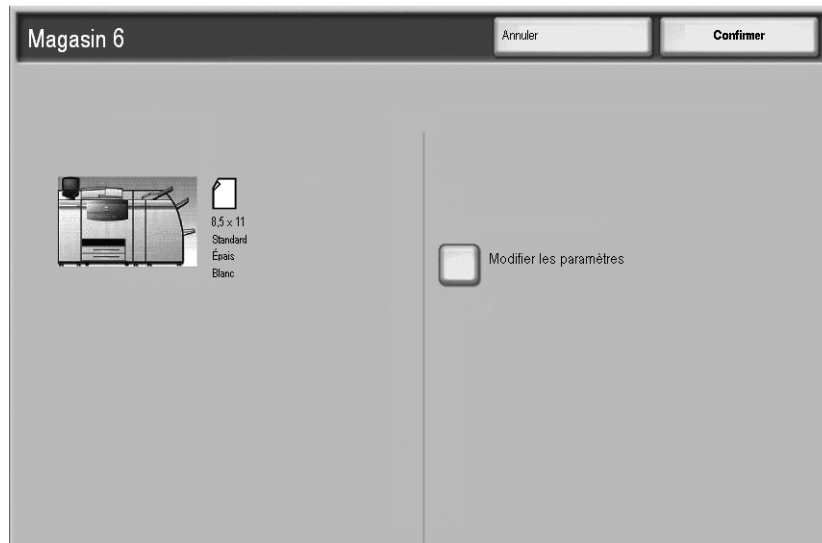 Magasin 6
Annuler
Confirmer
8,5 x 11
Standard
Épais
Blanc
Modifier les paramètres